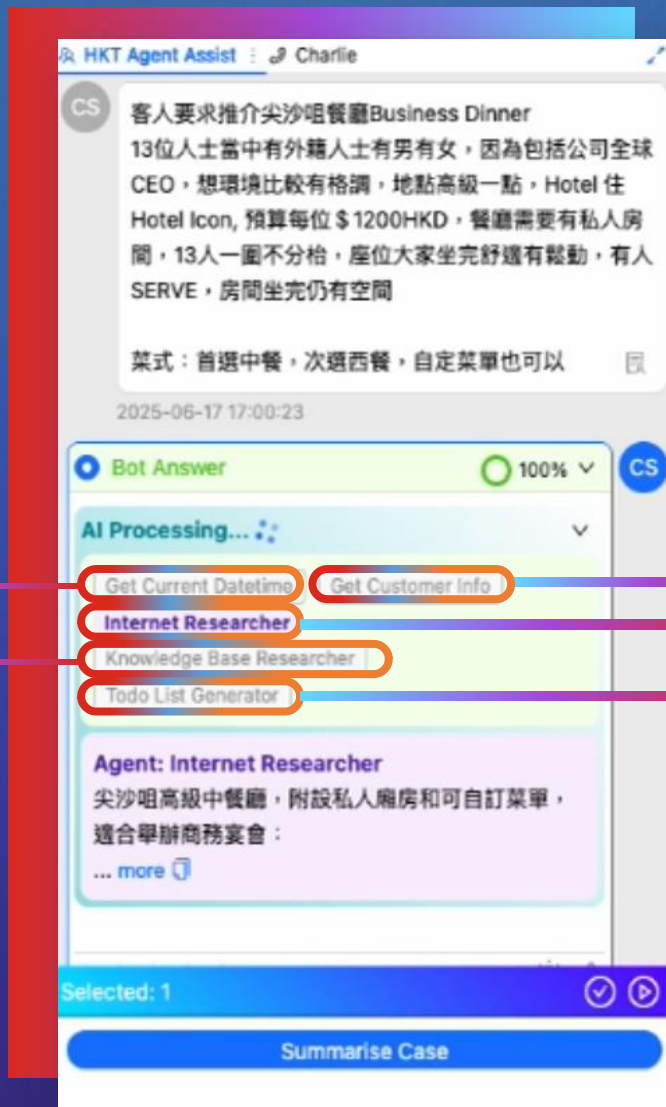 HKT Agent Assist
Charlie
CS
客人要求推介尖沙咀餐廳Business Dinner
13位人士當中有外籍人士有男有女，因為包括公司全球
CEO，想環境比較有格調，地點高級一點，Hotel 住
Hotel Icon, 預算每位＄1200HKD，餐廳需要有私人房
間，13人一圍不分枱，座位大家坐完舒適有鬆動，有人
SERVE，房間坐完仍有空間
菜式：首選中餐，次選西餐，自定菜單也可以
2025-06-17 17:00:23
Bot Answer
100%
CS
AI Processing...
Get Current Datetime
Get Customer Info
Internet Researcher
Knowledge Base Researcher
Todo List Generator
Agent: Internet Researcher
尖沙咀高級中餐廳，附設私人廂房和可自訂菜單，
適合舉辦商務宴會：
... more
Selected: 1
Summarise Case